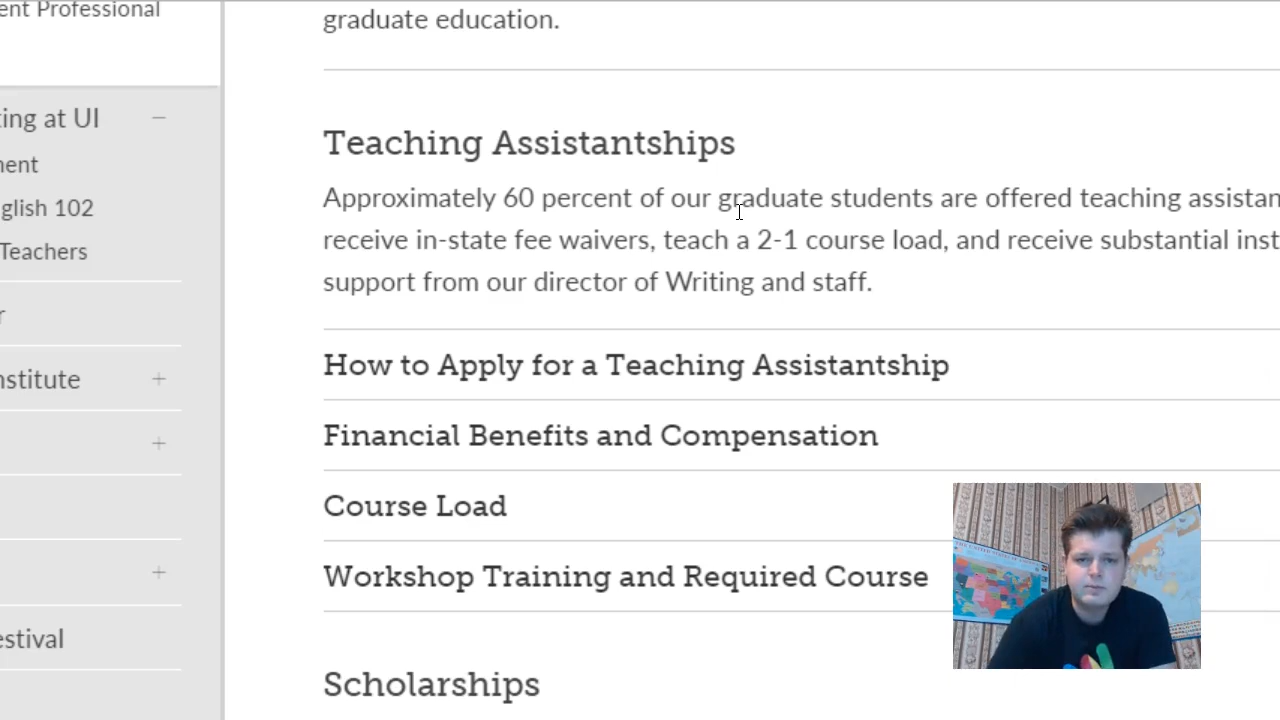 ent Professional
graduate education.
ting at UI
nent
glish 102
Teachers
r
nstitute
estival
Teaching Assistantships
Approximately 60 percent of our graduate students are offered teaching assistan
receive in-state fee waivers, teach a 2-1 course load, and receive substantial inst
support from our director of Writing and staff.
How to Apply for a Teaching Assistantship
Financial Benefits and Compensation
Course Load
Workshop Training and Required Course
Scholarships